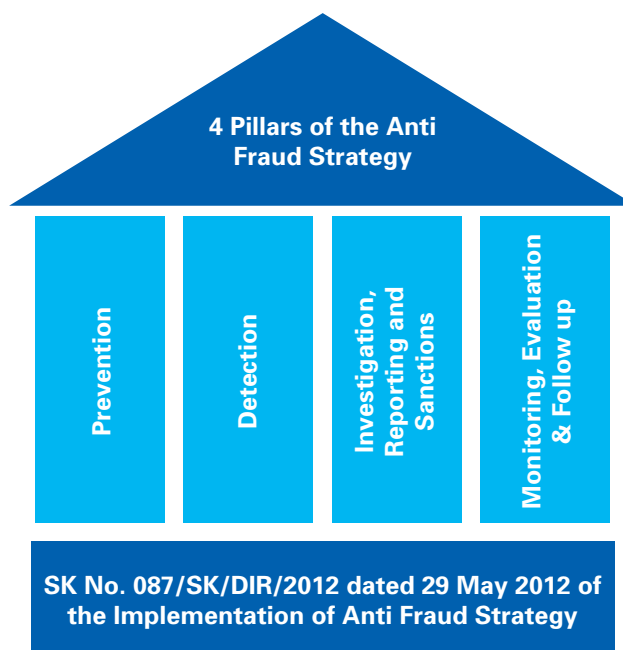 4 Pillars of the Anti
Fraud Strategy
Prevention
Detection
Investigation,
Reporting and
Sanctions
Monitoring, Evaluation
& Follow up
SK No. 087/SK/DIR/2012 dated 29 May 2012 of
the Implementation of Anti Fraud Strategy